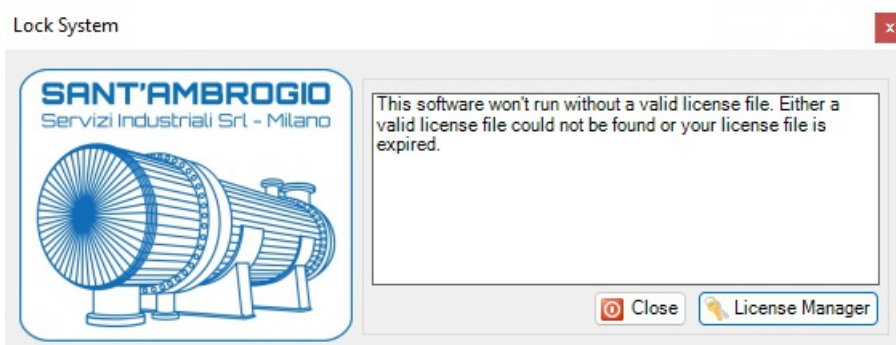 Lock System
x
SANT'AMBROGIO
Servizi Industriali Srl - Milano
This software won't run without a valid license file. Either a
valid license file could not be found or your license file is
expired.
Close
License Manager